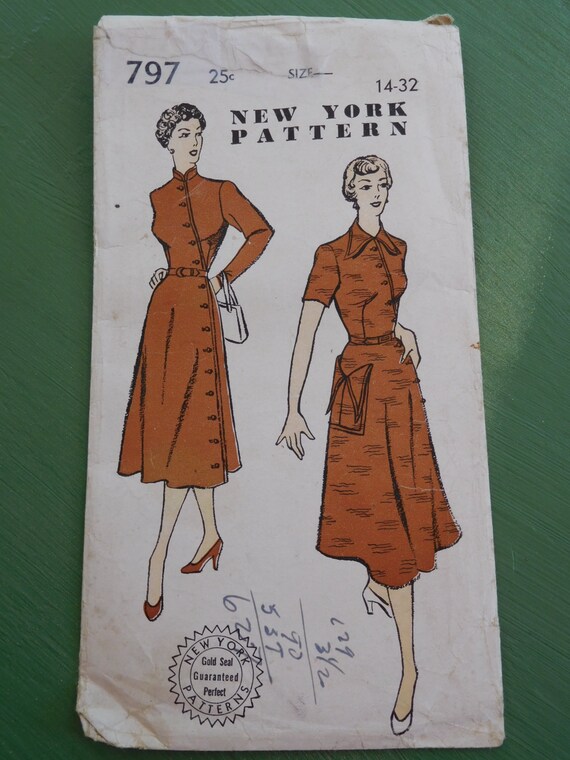 797 25c SIZE— 14-32
NEW YORK
PATTERN
NEW YORK
Gold Seal
Guaranteed
Perfect
PATTERNS